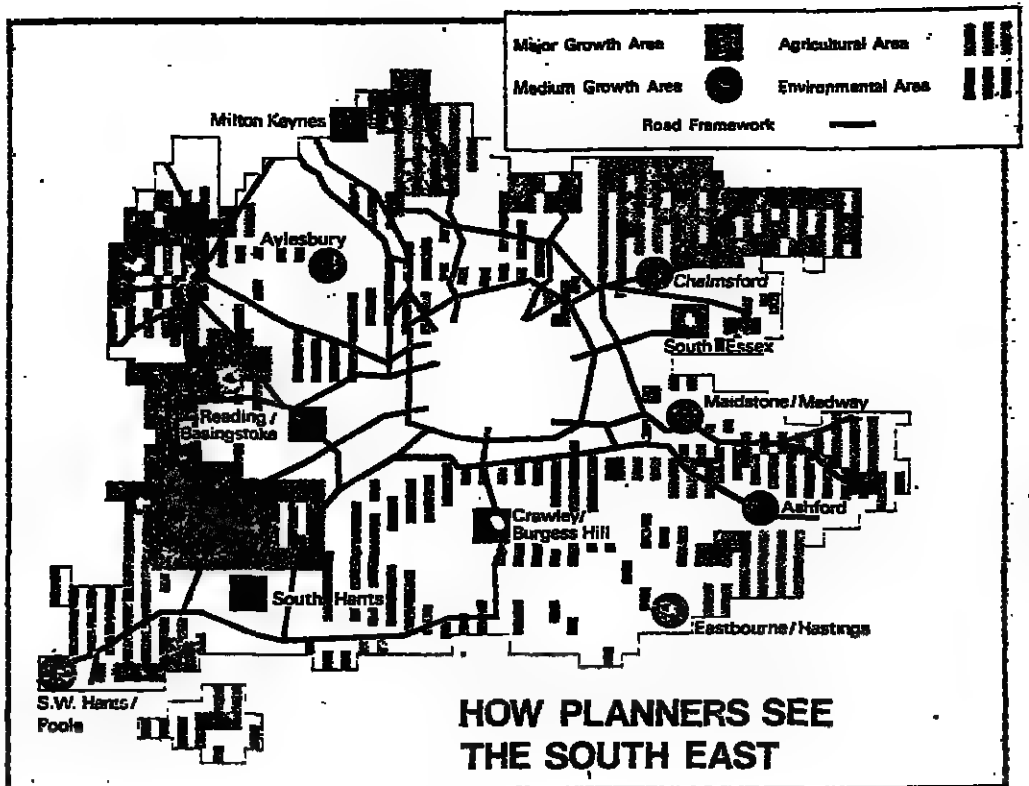 Major Growth Area
Agricultural Area
Medium Growth Area
Environmental Area
Road Framework
Milton Keynes
Aylesbury
Chelmsford
South Essex
Reading /
Basingstoke
Maidstone / Medway
Crawley /
Burgess Hill
Ashford
South Hants
Eastbourne / Hastings
S.W. Hants /
Poole
HOW PLANNERS SEE
THE SOUTH EAST